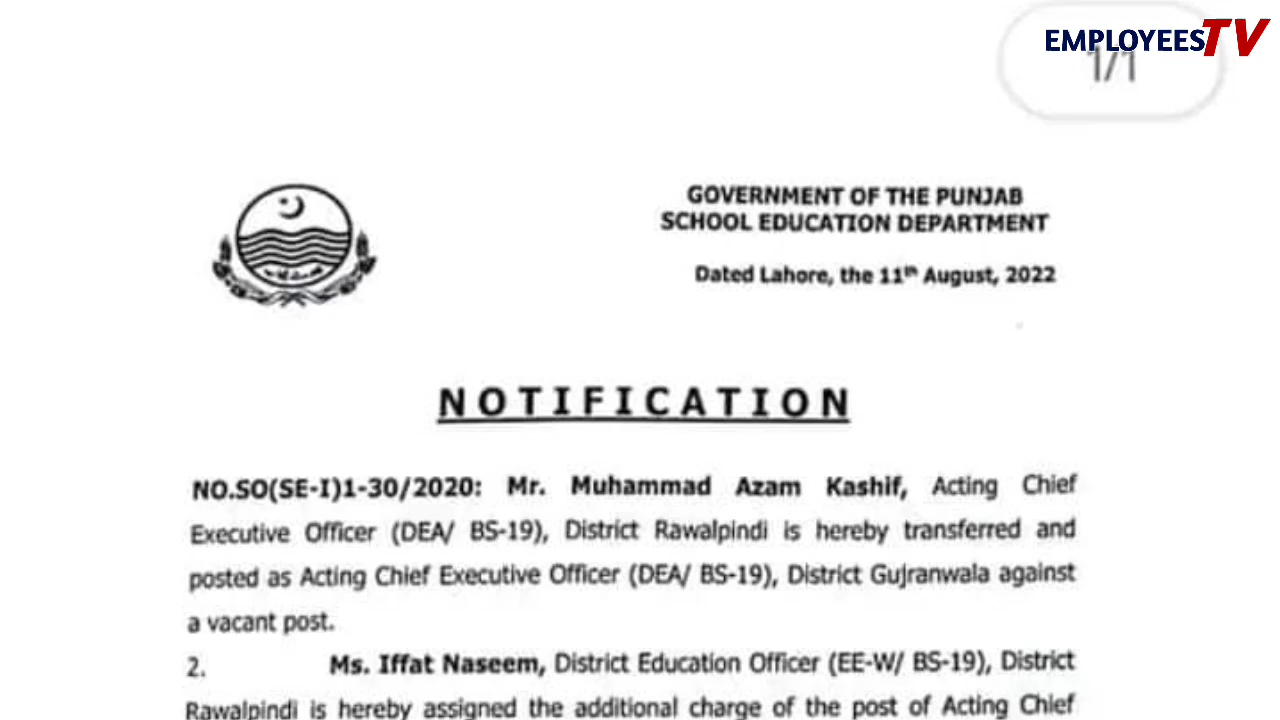 EMPLOYEESTV
1/1
GOVERNMENT OF THE PUNJAB
SCHOOL EDUCATION DEPARTMENT
Dated Lahore, the 11th August, 2022
NOTIFICATION
NO.SO(SE-I)1-30/2020: Mr. Muhammad Azam Kashif, Acting Chief
Executive Officer (DEA/ BS-19), District Rawalpindi is hereby transferred and
posted as Acting Chief Executive Officer (DEA/ BS-19), District Gujranwala against
a vacant post.
2. Ms. Iffat Naseem, District Education Officer (EE-W/ BS-19), District
Rawalpindi is hereby assigned the additional charge of the post of Acting Chief